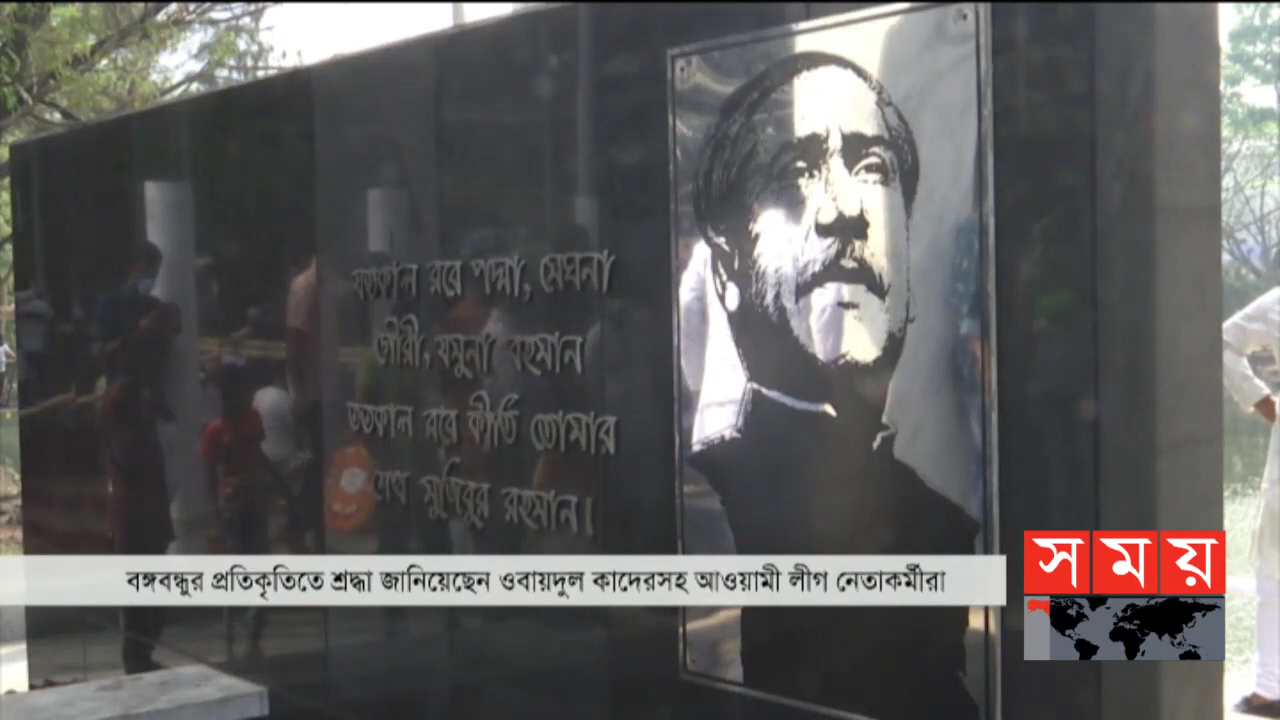 যতকাল রবে পদ্মা, মেঘনা
গৌরী, যমুনা বহমান
ততকাল রবে কীর্তি তোমার
শেখ মুজিবুর রহমান।
বঙ্গবন্ধুর প্রতিকৃতিতে শ্রদ্ধা জানিয়েছেন ওবায়দুল কাদেরসহ আওয়ামী লীগ নেতাকর্মীরা
সময়